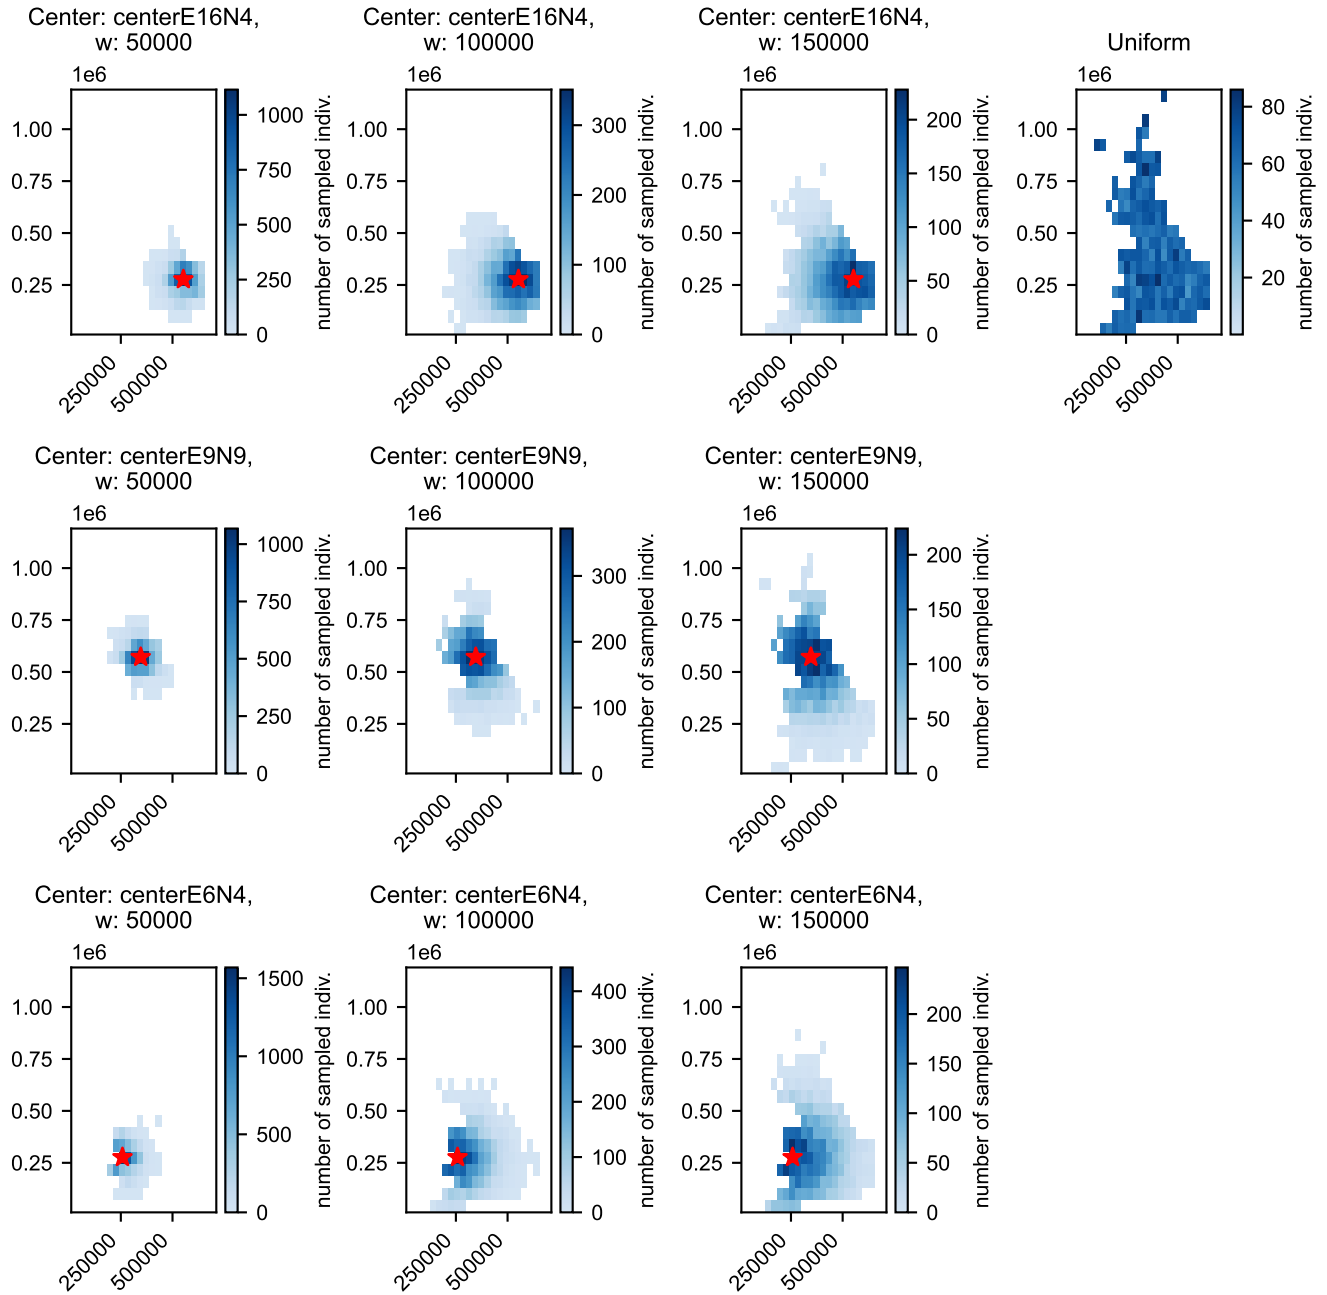 Center: centerE16N4,
w: 50000
1e6
1.00
0.75
0.50
0.25
250000
500000
1000
750
500
250
0
number of sampled indiv.
Center: centerE16N4,
w: 100000
1e6
1.00
0.75
0.50
0.25
250000
500000
300
200
100
0
number of sampled indiv.
Center: centerE16N4,
w: 150000
1e6
1.00
0.75
0.50
0.25
250000
500000
200
150
100
50
0
number of sampled indiv.
Uniform
1e6
1.00
0.75
0.50
0.25
250000
500000
80
60
40
20
number of sampled indiv.
Center: centerE9N9,
w: 50000
1e6
1.00
0.75
0.50
0.25
250000
500000
1000
750
500
250
0
number of sampled indiv.
Center: centerE9N9,
w: 100000
1e6
1.00
0.75
0.50
0.25
250000
500000
300
200
100
0
number of sampled indiv.
Center: centerE9N9,
w: 150000
1e6
1.00
0.75
0.50
0.25
250000
500000
200
150
100
50
0
number of sampled indiv.
Center: centerE6N4,
w: 50000
1e6
1.00
0.75
0.50
0.25
250000
500000
1500
1000
500
0
number of sampled indiv.
Center: centerE6N4,
w: 100000
1e6
1.00
0.75
0.50
0.25
250000
500000
400
300
200
100
0
number of sampled indiv.
Center: centerE6N4,
w: 150000
1e6
1.00
0.75
0.50
0.25
250000
500000
200
150
100
50
0
number of sampled indiv.